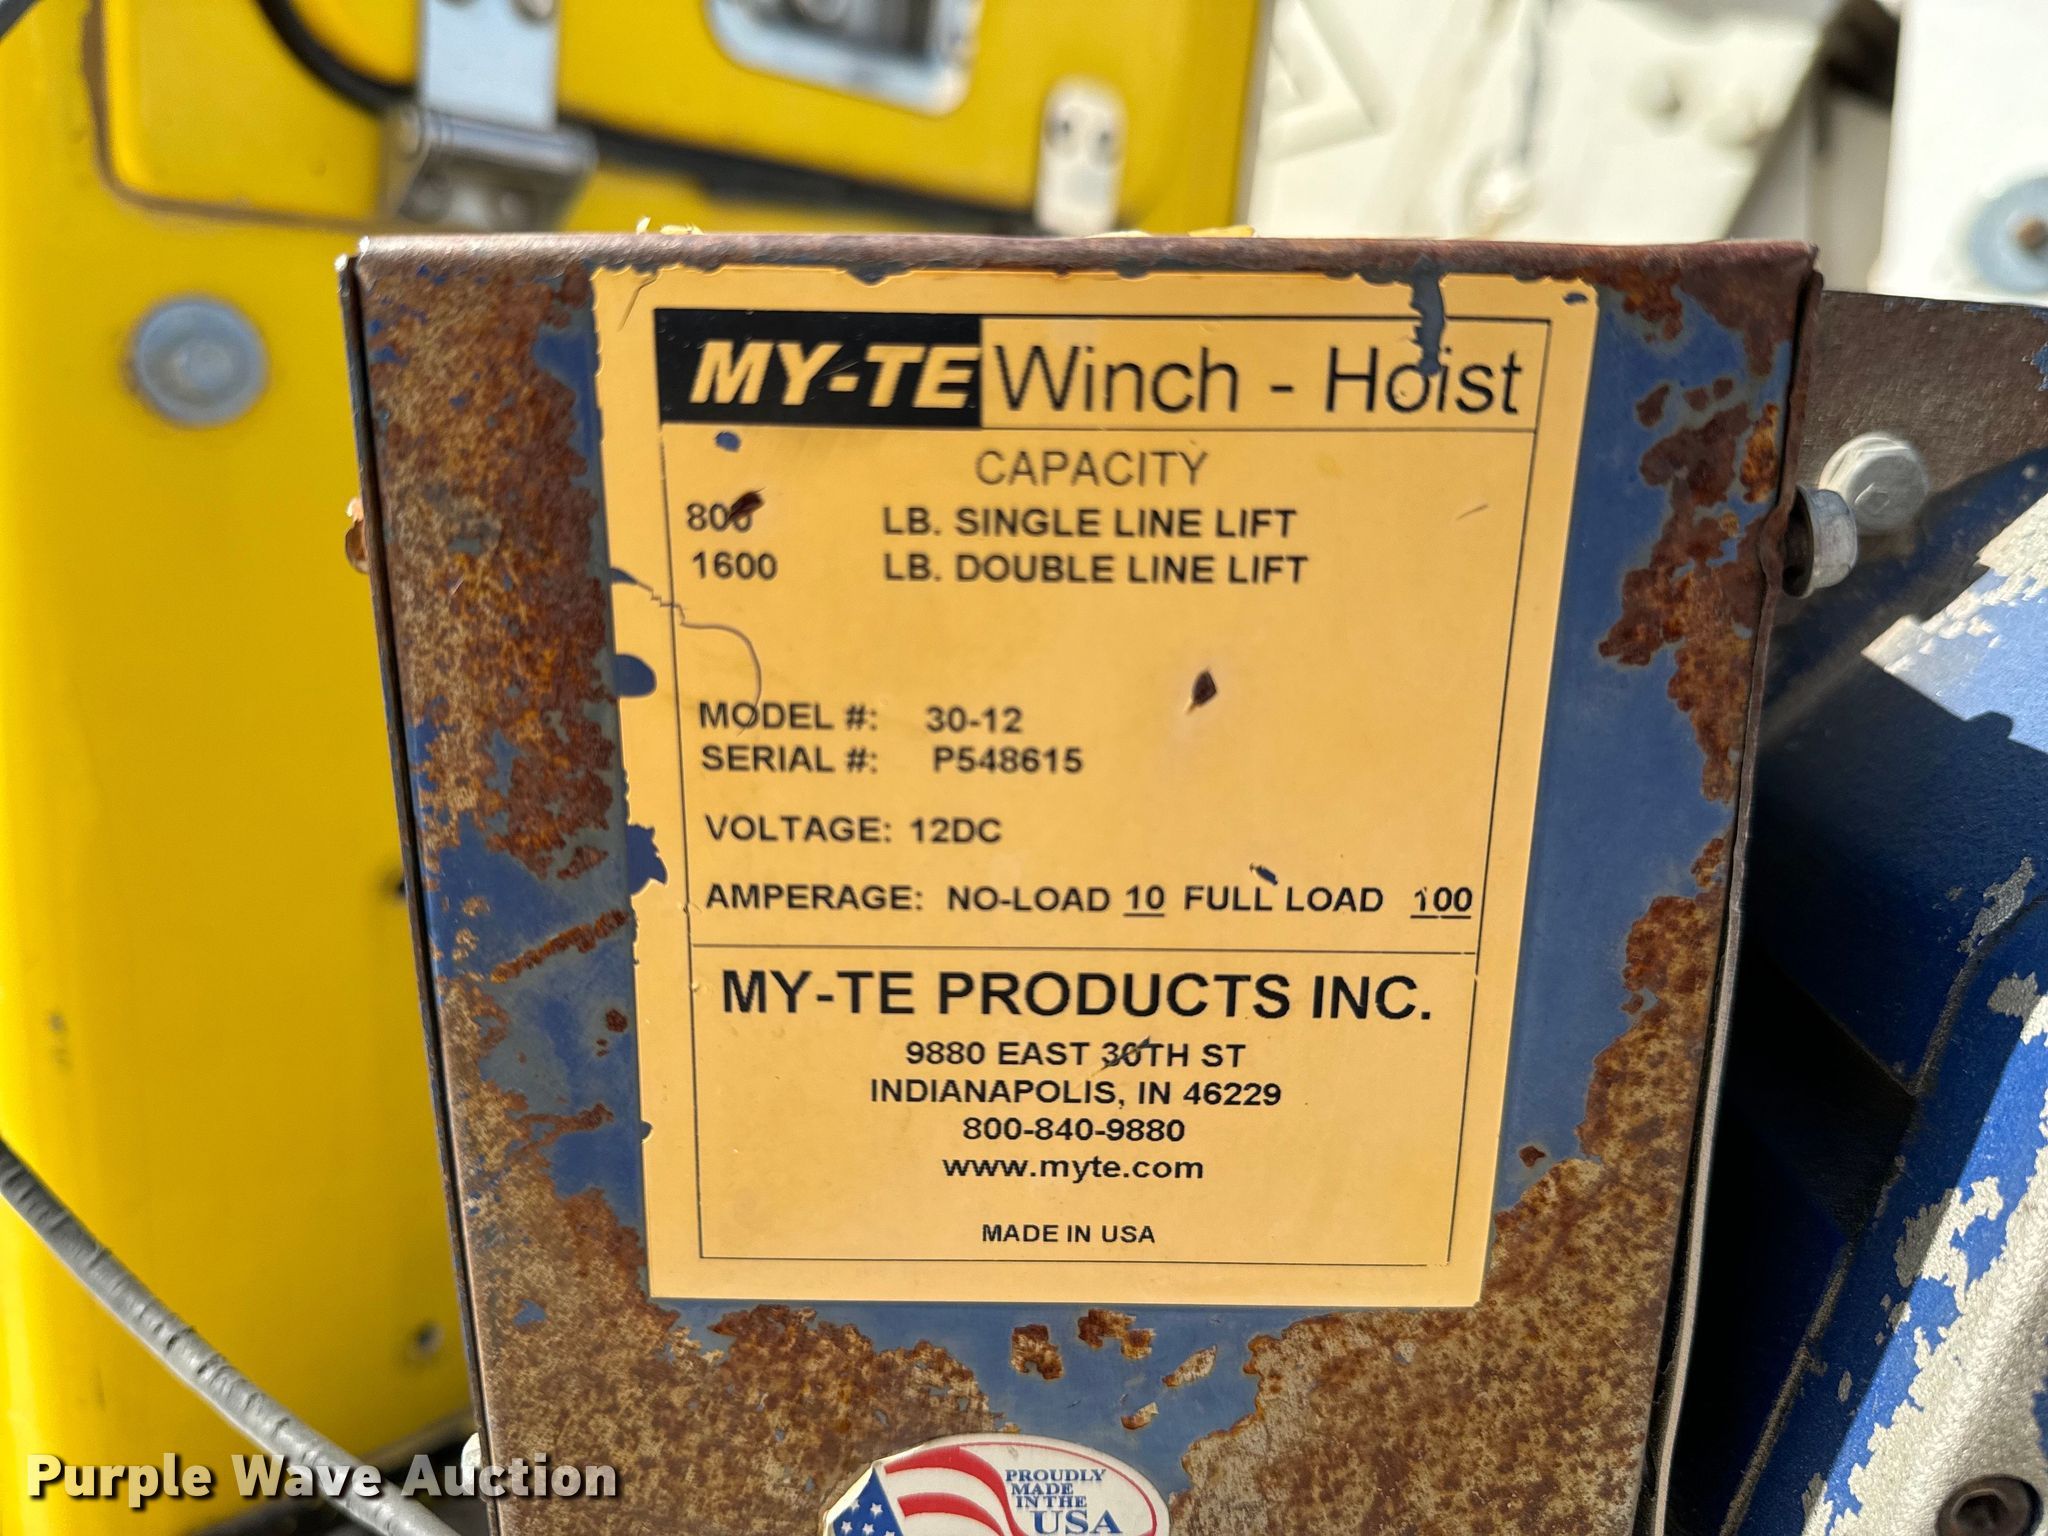 MY-TE Winch - Hoist
CAPACITY
800 LB. SINGLE LINE LIFT
1600 LB. DOUBLE LINE LIFT
MODEL #: 30-12
SERIAL #: P548615
VOLTAGE: 12DC
AMPERAGE: NO-LOAD 10 FULL LOAD 100
MY-TE PRODUCTS INC.
9880 EAST 30TH ST
INDIANAPOLIS, IN 46229
800-840-9880
www.myte.com
MADE IN USA
PROUDLY
MADE
IN THE
USA
Purple Wave Auction